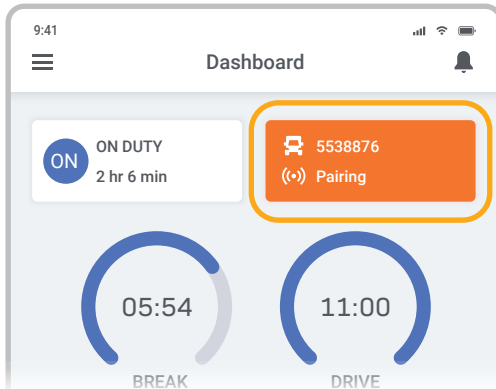 9:41
Dashboard
ON
ON DUTY
2 hr 6 min
5538876
Pairing
05:54
11:00
BREAK
DRIVE